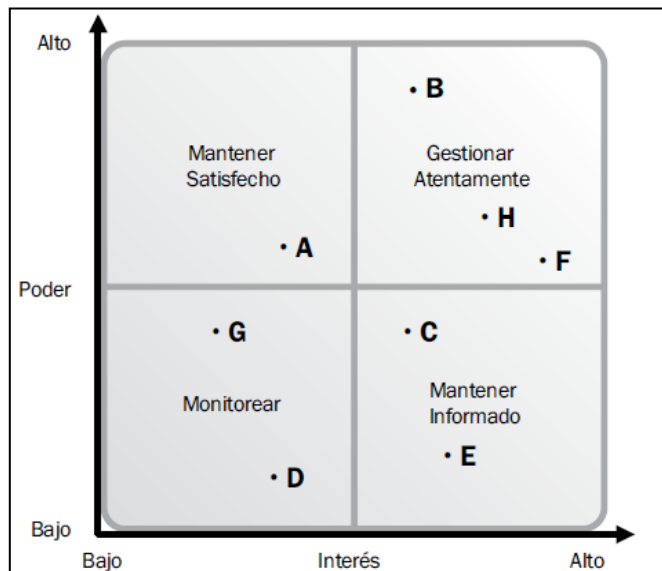 Alto
B
Mantener
Satisfecho
Gestionar
Atentamente
H
A
F
Poder
G
C
Monitorear
Mantener
Informado
E
D
Bajo
Bajo
Interés
Alto